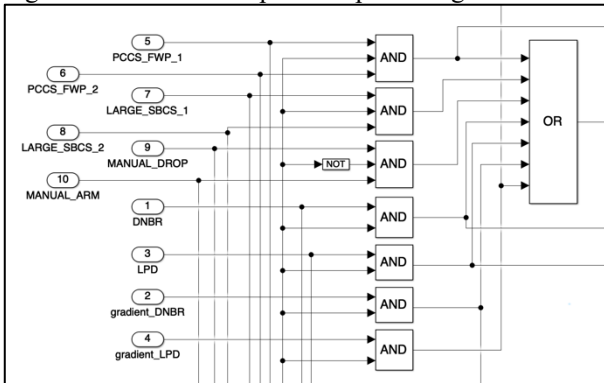 5
PCCS_FWP_1
AND
6
PCCS_FWP_2
7
LARGE_SBCS_1
AND
OR
8
LARGE_SBCS_2
9
MANUAL_DROP
NOT
AND
10
MANUAL_ARM
1
DNBR
AND
3
LPD
AND
2
gradient_DNBR
AND
4
gradient_LPD
AND